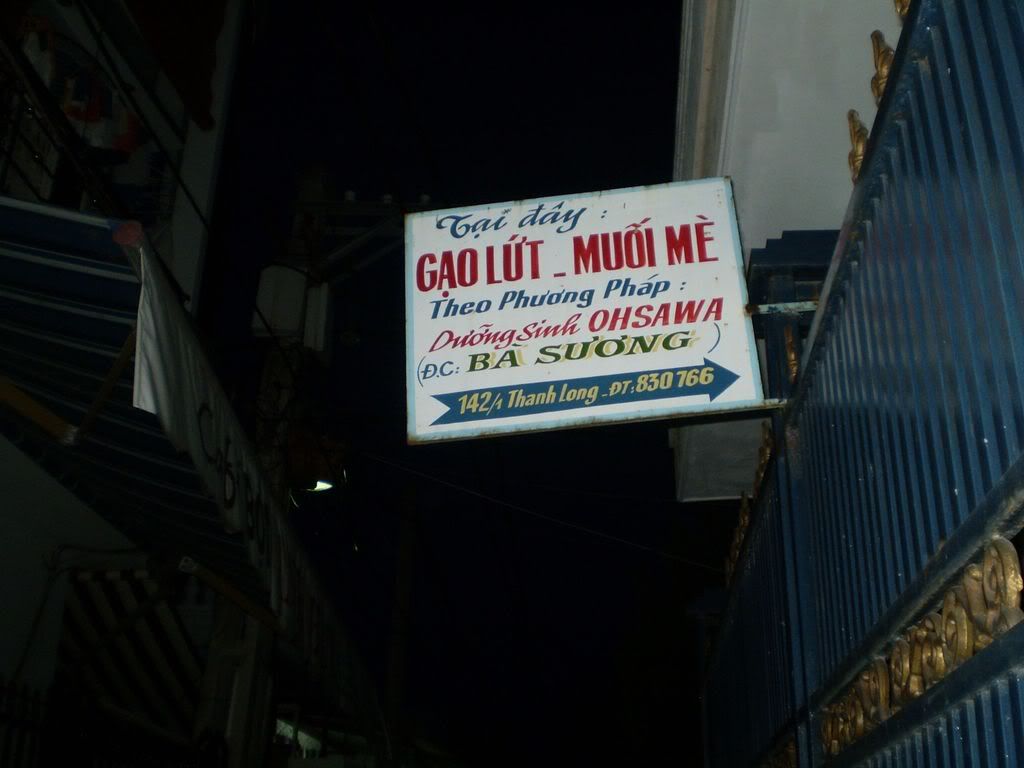 Tại đây :
GẠO LỨT _ MUỐI MÈ
Theo Phương Pháp :
Dưỡng Sinh OHSAWA
(Đ.C: BÀ SƯƠNG)
142/1 Thanh Long _ ĐT: 830 766